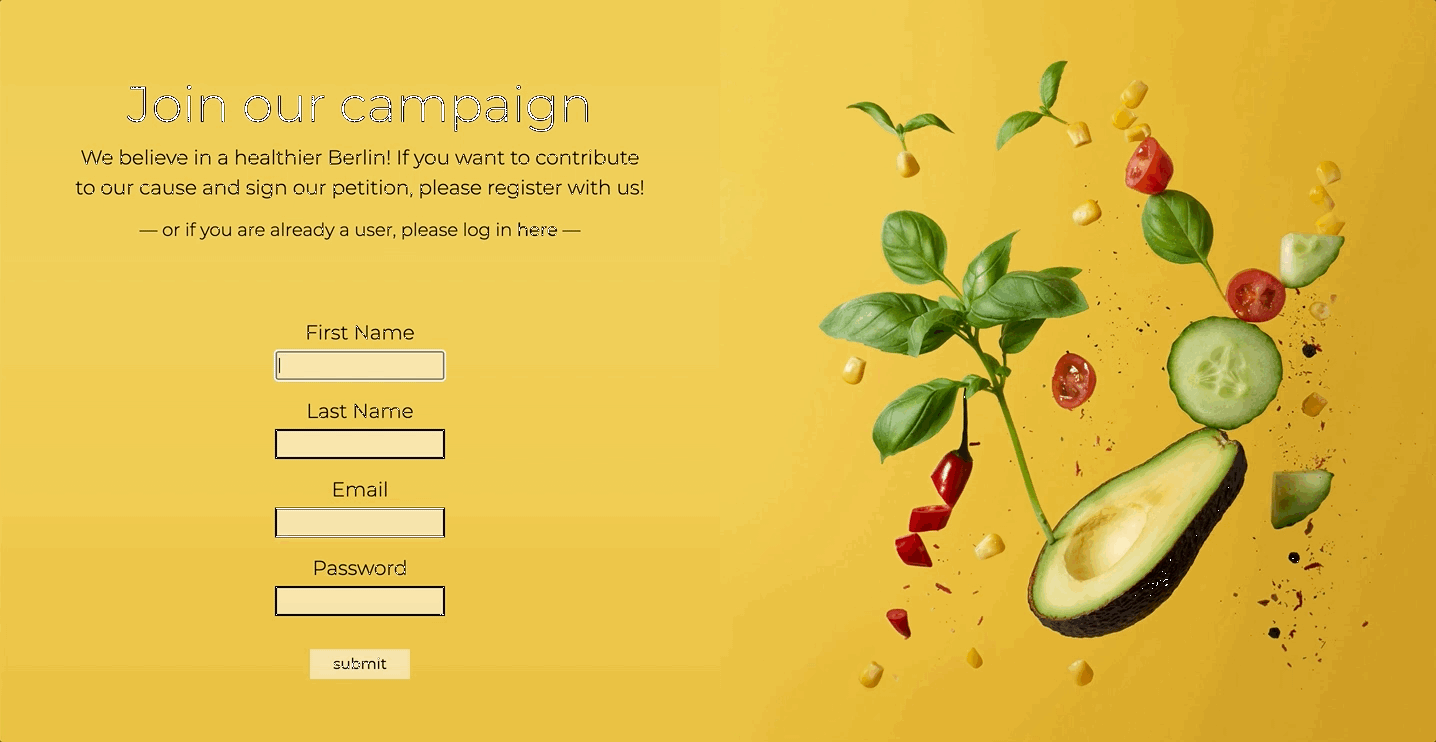 Join our campaign
We believe in a healthier Berlin! If you want to contribute
to our cause and sign our petition, please register with us!
— or if you are already a user, please log in here —
First Name
Last Name
Email
Password
submit